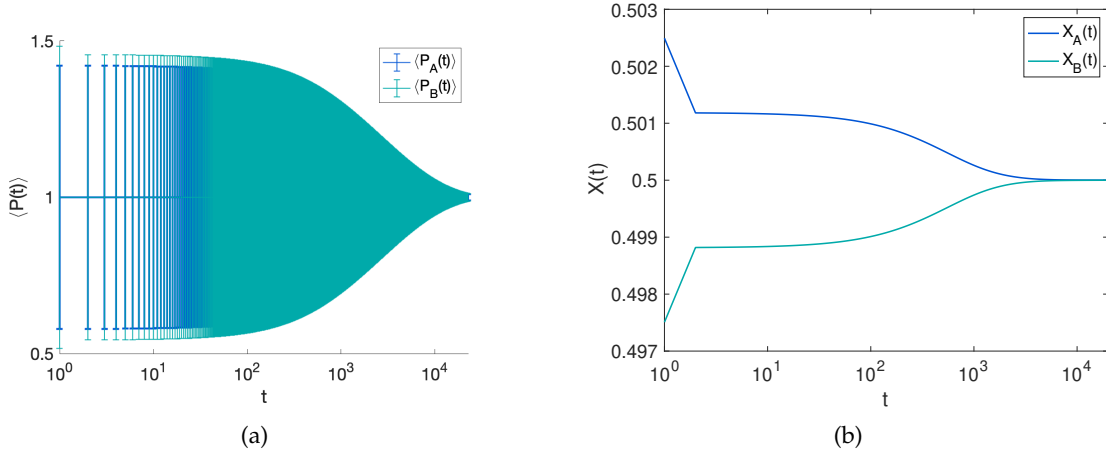 1.5
1
0.5
⟨P(t)⟩
10^0
10^1
10^2
10^3
10^4
t
⟨P_A(t)⟩
⟨P_B(t)⟩
(a)
0.503
0.502
0.501
0.5
0.499
0.498
0.497
X(t)
10^0
10^1
10^2
10^3
10^4
t
X_A(t)
X_B(t)
(b)